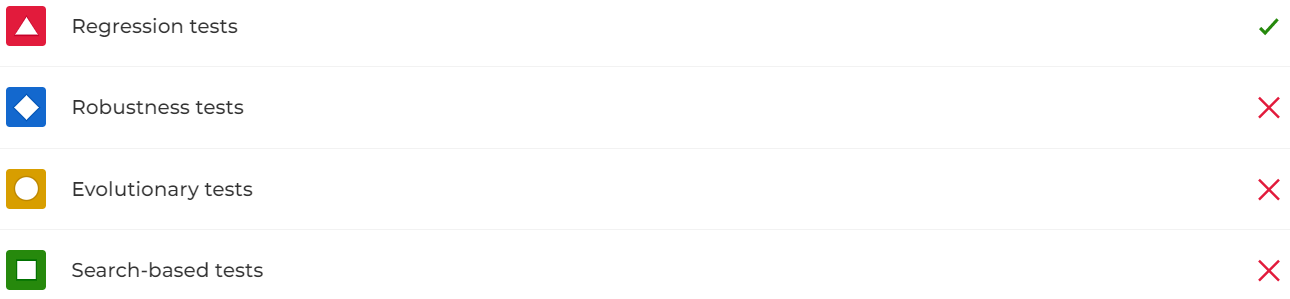 Regression tests
Robustness tests
Evolutionary tests
Search-based tests